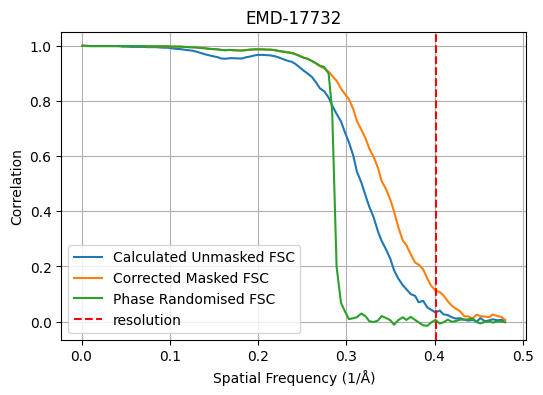 EMD-17732
1.0
0.8
0.6
0.4
0.2
0.0
Correlation
Calculated Unmasked FSC
Corrected Masked FSC
Phase Randomised FSC
resolution
0.0 0.1 0.2 0.3 0.4 0.5
Spatial Frequency (1/Å)